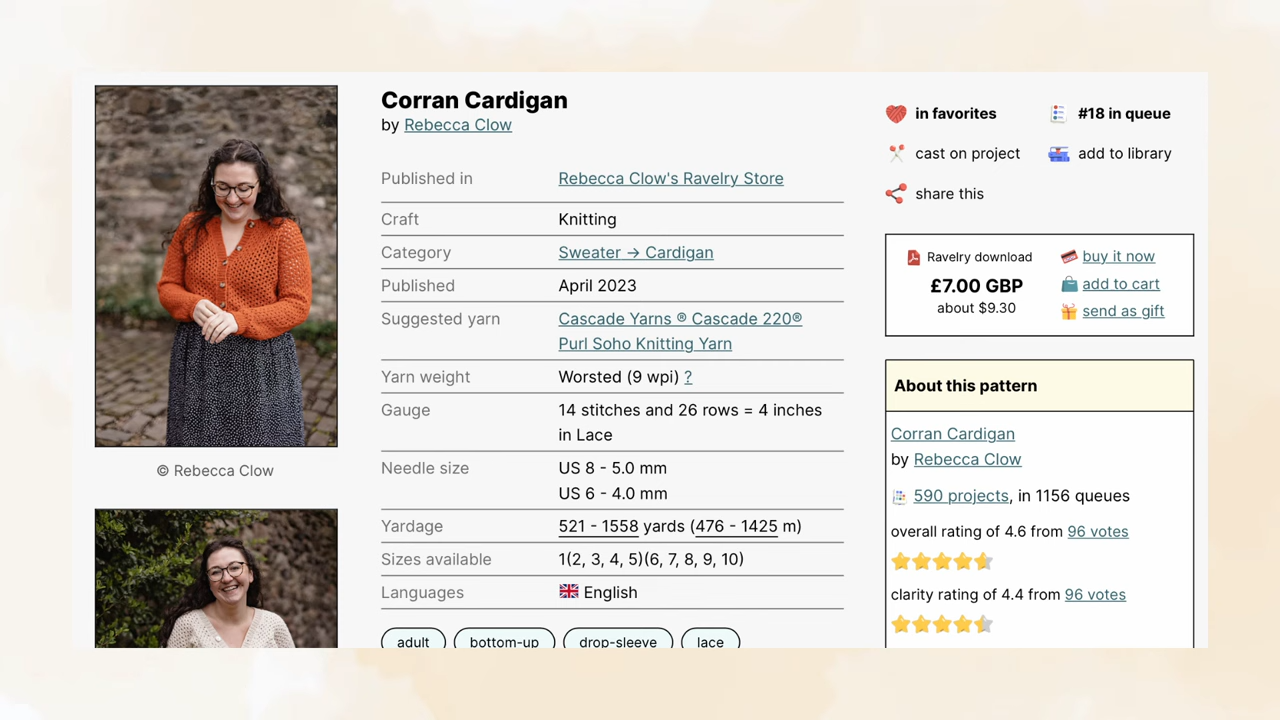 Corran Cardigan
by Rebecca Clow
Published in Rebecca Clow's Ravelry Store
Craft Knitting
Category Sweater → Cardigan
Published April 2023
Suggested yarn Cascade Yarns ® Cascade 220®
Purl Soho Knitting Yarn
Yarn weight Worsted (9 wpi) ?
Gauge 14 stitches and 26 rows = 4 inches
in Lace
Needle size US 8 - 5.0 mm
US 6 - 4.0 mm
Yardage 521 - 1558 yards (476 - 1425 m)
Sizes available 1(2, 3, 4, 5)(6, 7, 8, 9, 10)
Languages English
adult bottom-up drop-sleeve lace
© Rebecca Clow
in favorites #18 in queue
cast on project add to library
share this
Ravelry download
£7.00 GBP
about $9.30
buy it now
add to cart
send as gift
About this pattern
Corran Cardigan
by Rebecca Clow
590 projects, in 1156 queues
overall rating of 4.6 from 96 votes
clarity rating of 4.4 from 96 votes